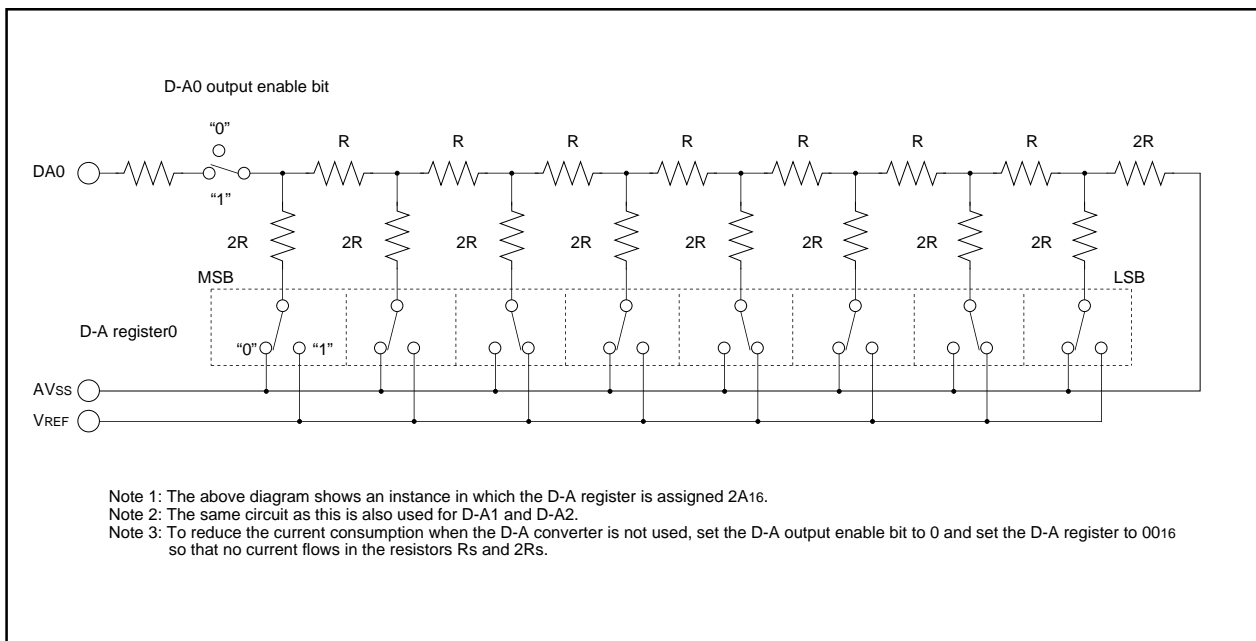 D-A0 output enable bit
“0”
R R R R R R R 2R
DA0
“1”
2R 2R 2R 2R 2R 2R 2R 2R
MSB LSB
D-A register0
“0” “1”
AVSS
VREF
Note 1: The above diagram shows an instance in which the D-A register is assigned 2A16.
Note 2: The same circuit as this is also used for D-A1 and D-A2.
Note 3: To reduce the current consumption when the D-A converter is not used, set the D-A output enable bit to 0 and set the D-A register to 0016
so that no current flows in the resistors Rs and 2Rs.